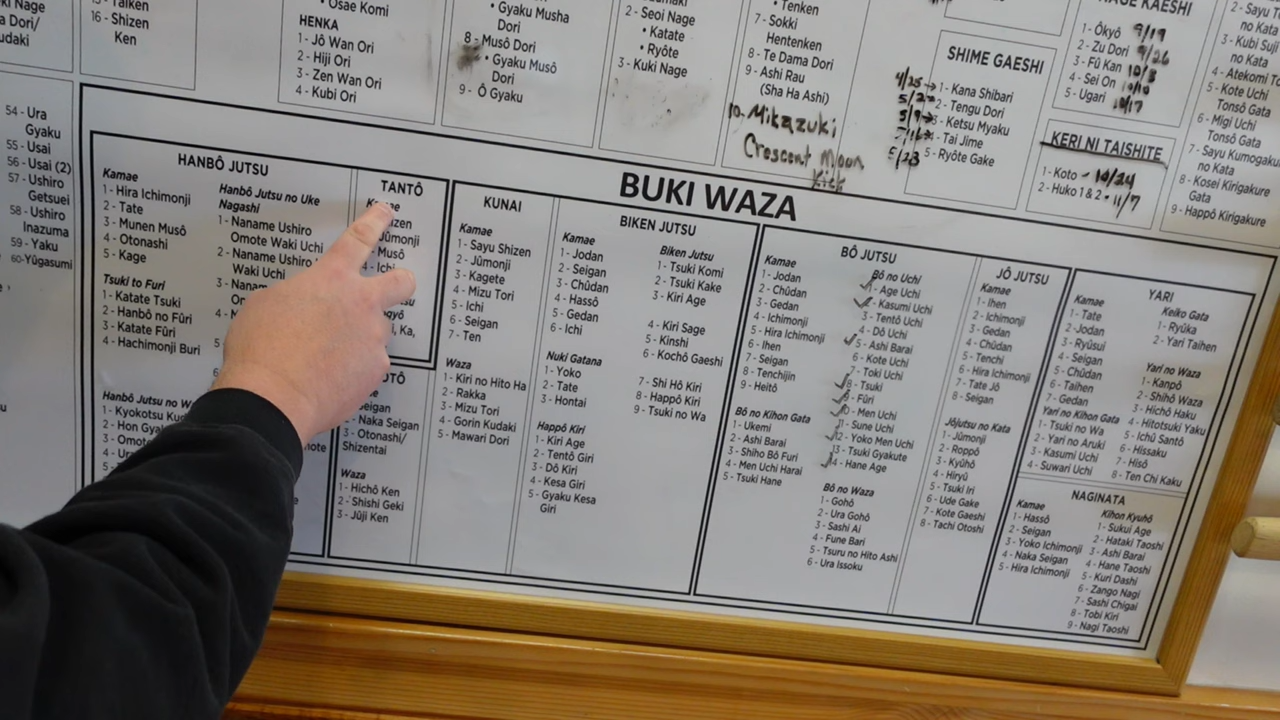 Osae Komi
HENKA
1- Jô Wan Ori
2- Hiji Ori
3- Zen Wan Ori
4- Kubi Ori
16 - Shizen
Ken
• Gyaku Musha
Dori
8- Musô Dori
• Gyaku Musô
Dori
9- Ô Gyaku
2- Seoi Nage
• Katate
• Ryôte
3- Kuki Nage
• Tenken
7- Sokki
Hentenken
8- Te Dama Dori
9- Ashi Rau
(Sha Ha Ashi)
10. Mikazuki
Crescent Moon
Kick
SHIME GAESHI
4/25 → 1- Kana Shibari
2- Tengu Dori
3- Ketsu Myaku
4- Tai Jime
5/23 5- Ryôte Gake
KAESHI
1- Ôkyô 9/19
2- Zu Dori 9/26
3- Fû Kan 10/3
4- Sei On 10/10
5- Ugari 10/17
KERI NI TAISHITE
1- Koto - 10/24
2- Huko 1 & 2 - 11/7
no Kata
3- Kubi Suji
no Kata
5- Kote Uchi
Tonsô Gata
6- Migi Uchi
Tonsô Gata
7- Sayu Kumogaku
no Kata
8- Kosei Kirigakure
Gata
9- Happô Kirigakure
54 - Ura
Gyaku
55 - Usai
56 - Usai (2)
57 - Ushiro
Getsuei
58 - Ushiro
Inazuma
59 - Yaku
60-Yûgasumi
BUKI WAZA
HANBÔ JUTSU
Kamae
1- Hira Ichimonji
2- Tate
3- Munen Musô
4- Otonashi
5- Kage
Tsuki to Furi
1- Katate Tsuki
2- Hanbô no Fûri
3- Katate Fûri
4- Hachimonji Buri
Hanbô Jutsu no
1- Kyokotsu
2- Hon
3- Omote
Hanbô Jutsu no Uke
Nagashi
1- Naname Ushiro
Omote Waki Uchi
2- Naname Ushiro
Waki Uchi
TANTÔ
Jûmonji
Musô
Seigan
2- Naka Seigan
3- Otonashi/
Shizentai
Waza
1- Hichô Ken
2- Shishi Geki
3- Jûji Ken
KUNAI
Kamae
1- Sayu Shizen
2- Jûmonji
3- Kagete
4- Mizu Tori
5- Ichi
6- Seigan
7- Ten
Waza
1- Kiri no Hito Ha
2- Rakka
3- Mizu Tori
4- Gorin Kudaki
5- Mawari Dori
BIKEN JUTSU
Kamae
1- Jodan
2- Seigan
3- Chûdan
4- Hassô
5- Gedan
6- Ichi
Nuki Gatana
1- Yoko
2- Tate
3- Hontai
Happô Kiri
1- Kiri Age
2- Tentô Giri
3- Dô Kiri
4- Kesa Giri
5- Gyaku Kesa
Giri
Biken Jutsu
1- Tsuki Komi
2- Tsuki Kake
3- Kiri Age
4- Kiri Sage
5- Kinshi
6- Kochô Gaeshi
7- Shi Hô Kiri
8- Happô Kiri
9- Tsuki no Wa
BÔ JUTSU
Kamae
1- Jodan
2- Chûdan
3- Gedan
4- Ichimonji
5- Hira Ichimonji
6- Ihen
7- Seigan
8- Tenchijin
9- Heitô
Bô no Kihon Gata
1- Ukemi
2- Ashi Barai
3- Shiho Bô Furi
4- Men Uchi Harai
5- Tsuki Hane
Bô no Uchi
1- Age Uchi
2- Kasumi Uchi
3- Tentô Uchi
4- Dô Uchi
5- Ashi Barai
6- Kote Uchi
7- Toki Uchi
8- Tsuki
9- Fûri
10- Men Uchi
11- Sune Uchi
12- Yoko Men Uchi
13- Tsuki Gyakute
14- Hane Age
Bô no Waza
1- Gohô
2- Ura Gohô
3- Sashi Ai
4- Fune Bari
5- Tsuru no Hito Ashi
6- Ura Issoku
JÔ JUTSU
Kamae
1- Ihen
2- Ichimonji
3- Gedan
4- Chûdan
5- Tenchi
6- Hira Ichimonji
7- Tate Jô
8- Seigan
Jôjutsu no Kata
1- Jûmonji
2- Roppô
3- Kyûhô
4- Hiryû
5- Tsuki Iri
6- Ude Gake
7- Kote Gaeshi
8- Tachi Otoshi
YARI
Kamae
1- Tate
2- Jodan
3- Ryûsui
4- Seigan
5- Chûdan
6- Taihen
7- Gedan
Yari no Kihon Gata
1- Tsuki no Wa
2- Yari no Aruki
3- Kasumi Uchi
4- Suwari Uchi
Keiko Gata
1- Ryûka
2- Yari Taihen
Yari no Waza
1- Kanpô
2- Shihô Waza
3- Hichô Haku
4- Hitotsuki Yaku
5- Ichû Santô
6- Hissaku
7- Hisô
8- Ten Chi Kaku
NAGINATA
Kamae
1- Hassô
2- Seigan
3- Yoko Ichimonji
4- Naka Seigan
5- Hira Ichimonji
Kihon Kyuhô
1- Sukui Age
2- Hataki Taoshi
3- Ashi Barai
4- Hane Taoshi
5- Kuri Dashi
6- Zango Nagi
7- Sashi Chigai
8- Tobi Kiri
9- Nagi Taoshi